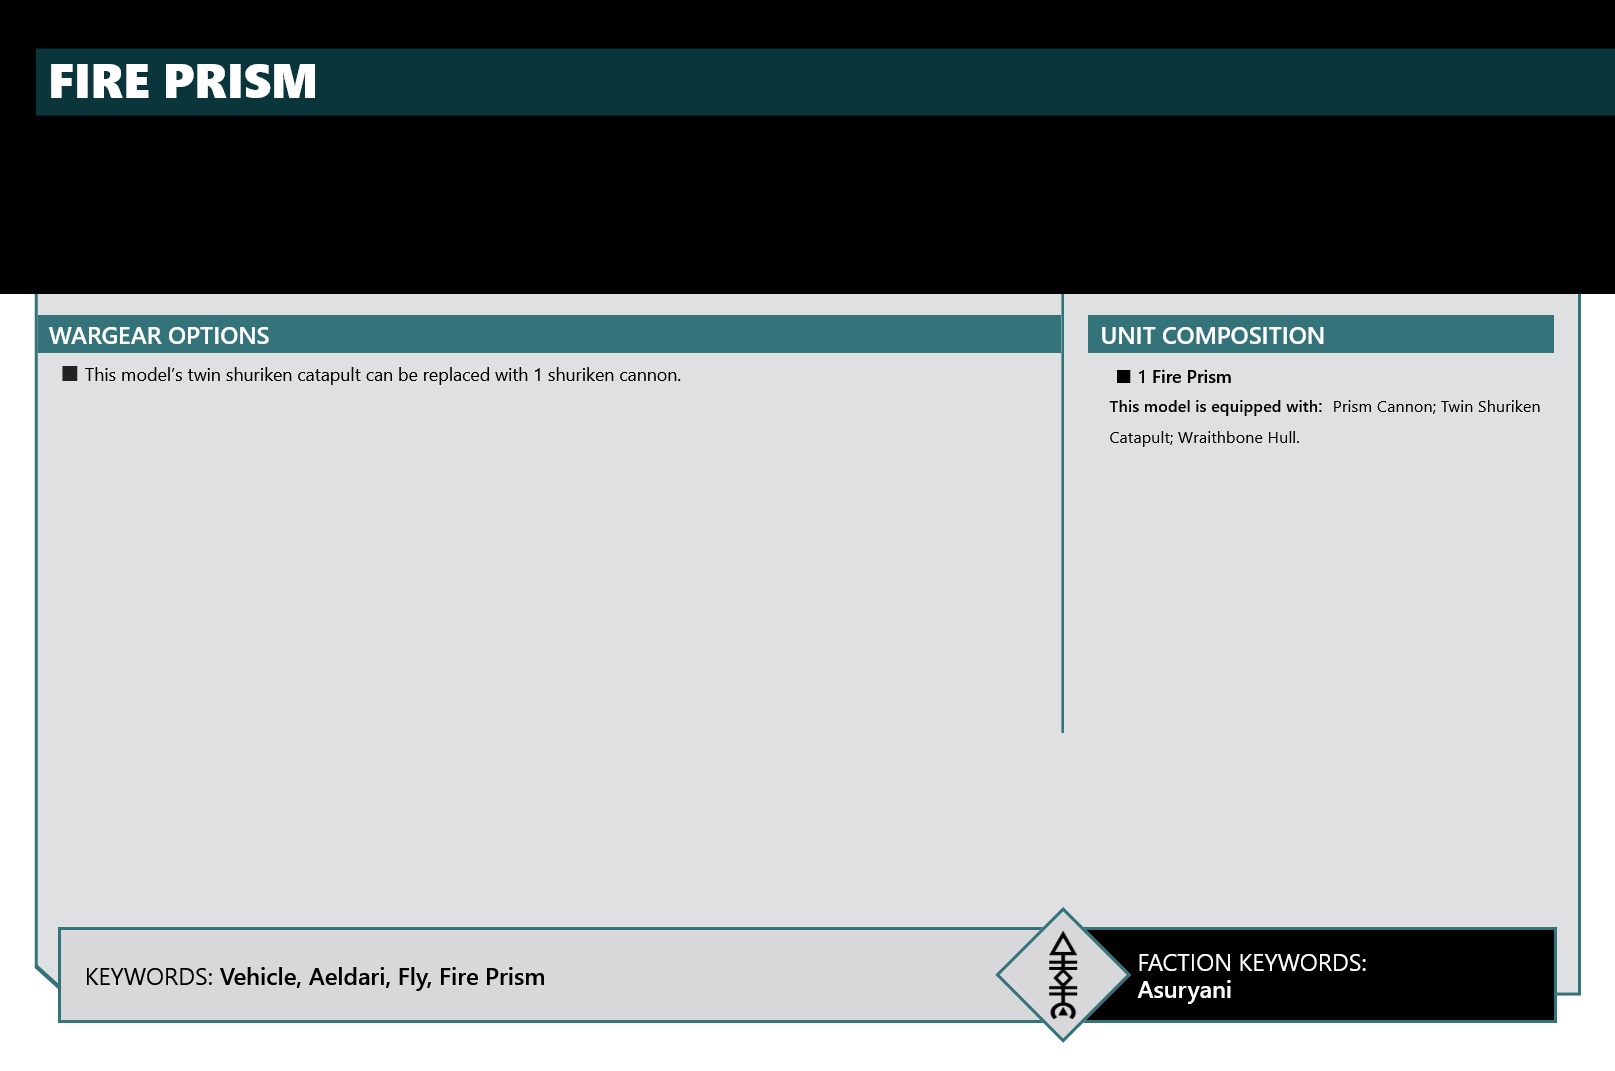 FIRE PRISM
WARGEAR OPTIONS
■ This model's twin shuriken catapult can be replaced with 1 shuriken cannon.
UNIT COMPOSITION
■ 1 Fire Prism
This model is equipped with: Prism Cannon; Twin Shuriken
Catapult; Wraithbone Hull.
KEYWORDS: Vehicle, Aeldari, Fly, Fire Prism
FACTION KEYWORDS:
Asuryani